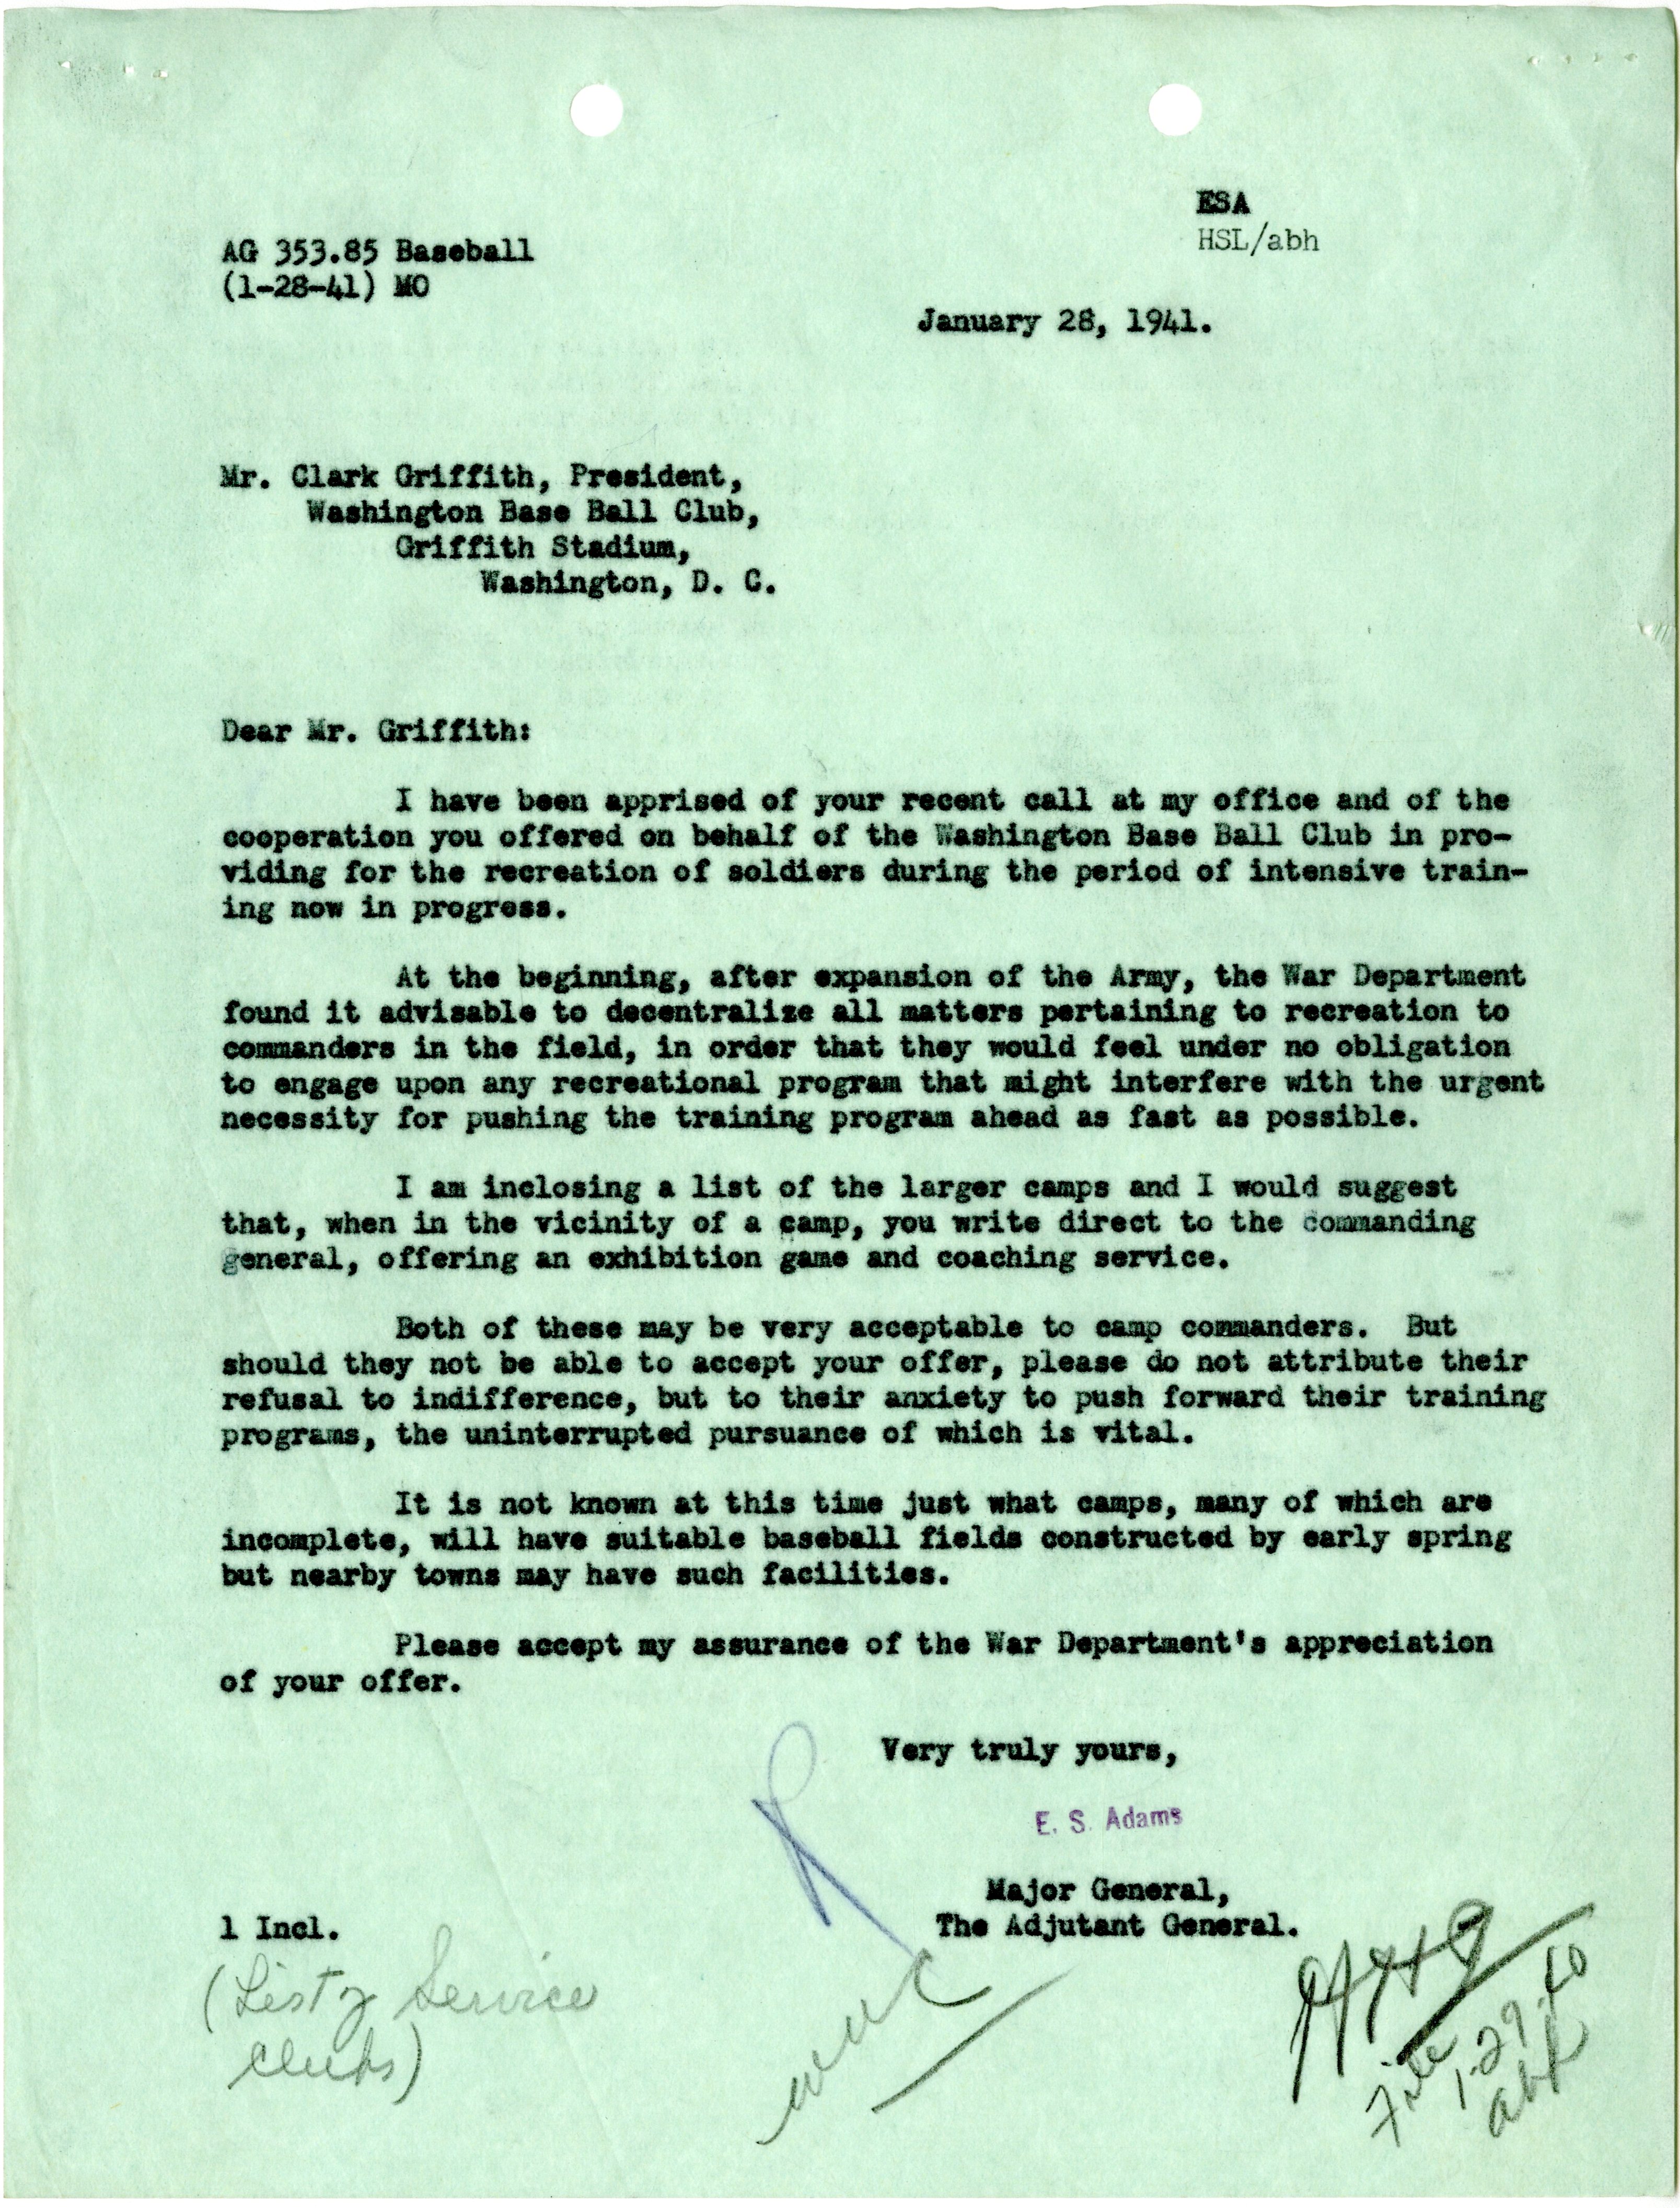 ESA
HSL/abh
AG 353.85 Baseball
(1-28-41) MO
January 28, 1941.
Mr. Clark Griffith, President,
Washington Base Ball Club,
Griffith Stadium,
Washington, D. C.
Dear Mr. Griffith:
I have been apprised of your recent call at my office and of the
cooperation you offered on behalf of the Washington Base Ball Club in pro-
viding for the recreation of soldiers during the period of intensive train-
ing now in progress.
At the beginning, after expansion of the Army, the War Department
found it advisable to decentralize all matters pertaining to recreation to
commanders in the field, in order that they would feel under no obligation
to engage upon any recreational program that might interfere with the urgent
necessity for pushing the training program ahead as fast as possible.
I am inclosing a list of the larger camps and I would suggest
that, when in the vicinity of a camp, you write direct to the commanding
general, offering an exhibition game and coaching service.
Both of these may be very acceptable to camp commanders. But
should they not be able to accept your offer, please do not attribute their
refusal to indifference, but to their anxiety to push forward their training
programs, the uninterrupted pursuance of which is vital.
It is not known at this time just what camps, many of which are
incomplete, will have suitable baseball fields constructed by early spring
but nearby towns may have such facilities.
Please accept my assurance of the War Department's appreciation
of your offer.
Very truly yours,
E. S. Adams
Major General,
The Adjutant General.
1 Incl.
(List of Service
Clubs)
File
1-29-40
abh